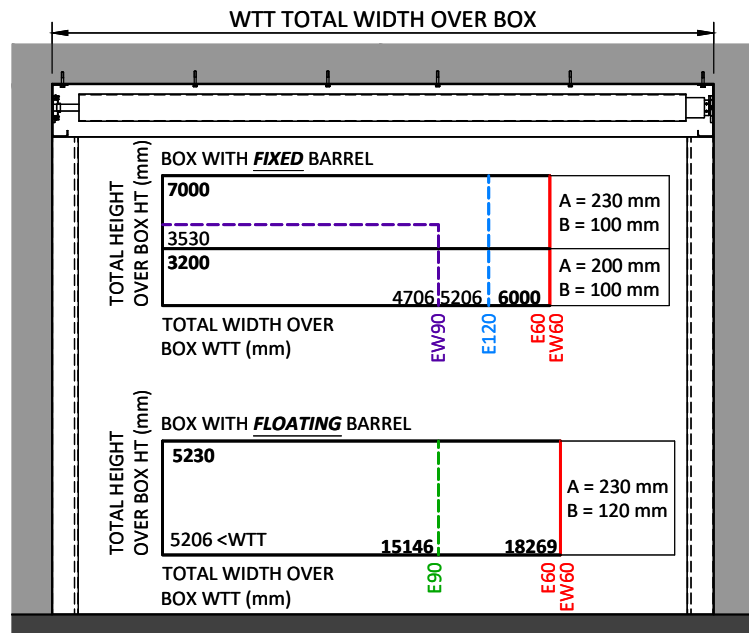 WTT TOTAL WIDTH OVER BOX
BOX WITH FIXED BARREL
TOTAL HEIGHT
OVER BOX HT (mm)
7000
A = 230 mm
B = 100 mm
3530
3200
A = 200 mm
B = 100 mm
4706 5206 6000
TOTAL WIDTH OVER
BOX WTT (mm)
EW90
E120
E60
EW60
BOX WITH FLOATING BARREL
TOTAL HEIGHT
OVER BOX HT (mm)
5230
A = 230 mm
B = 120 mm
5206 <WTT
15146
18269
TOTAL WIDTH OVER
BOX WTT (mm)
E90
E60
EW60